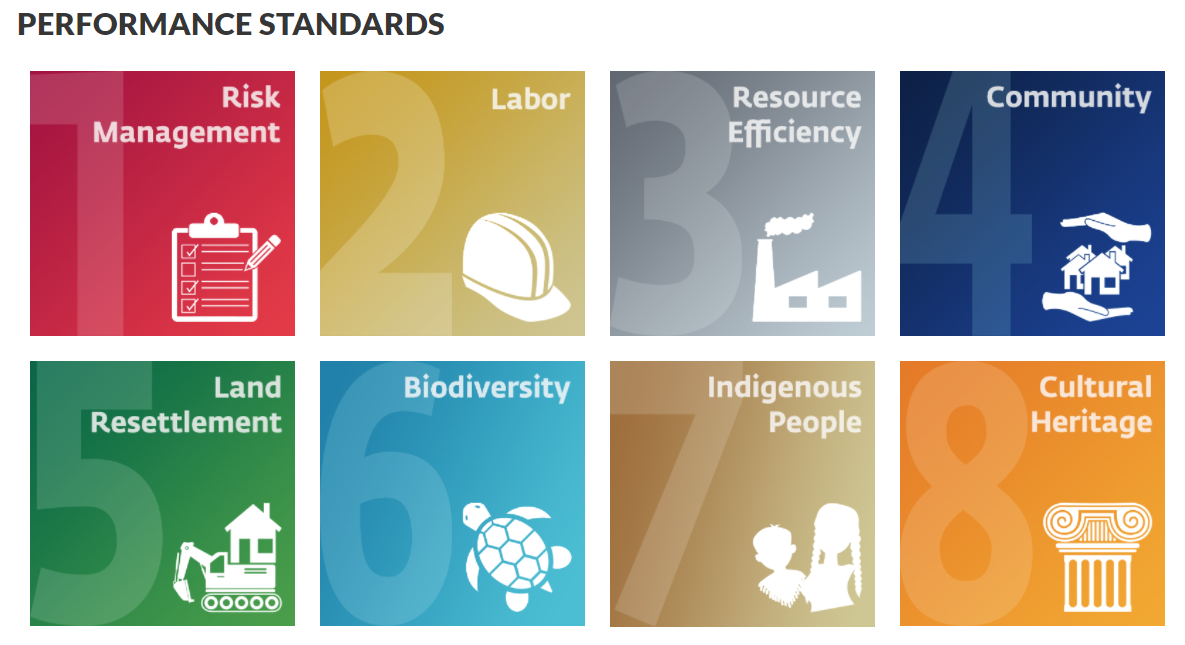 PERFORMANCE STANDARDS
1
Risk
Management
2
Labor
3
Resource
Efficiency
4
Community
5
Land
Resettlement
6
Biodiversity
7
Indigenous
People
8
Cultural
Heritage